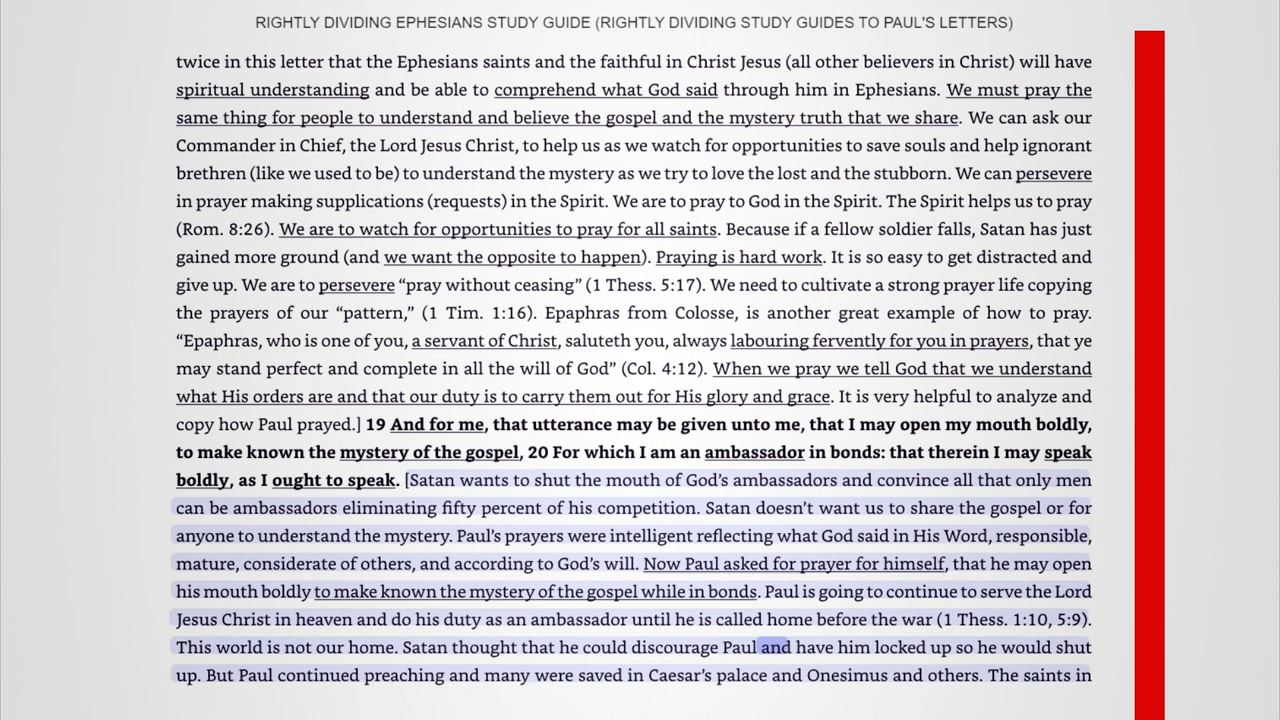 RIGHTLY DIVIDING EPHESIANS STUDY GUIDE (RIGHTLY DIVIDING STUDY GUIDES TO PAUL'S LETTERS)
twice in this letter that the Ephesians saints and the faithful in Christ Jesus (all other believers in Christ) will have
spiritual understanding and be able to comprehend what God said through him in Ephesians. We must pray the
same thing for people to understand and believe the gospel and the mystery truth that we share. We can ask our
Commander in Chief, the Lord Jesus Christ, to help us as we watch for opportunities to save souls and help ignorant
brethren (like we used to be) to understand the mystery as we try to love the lost and the stubborn. We can persevere
in prayer making supplications (requests) in the Spirit. We are to pray to God in the Spirit. The Spirit helps us to pray
(Rom. 8:26). We are to watch for opportunities to pray for all saints. Because if a fellow soldier falls, Satan has just
gained more ground (and we want the opposite to happen). Praying is hard work. It is so easy to get distracted and
give up. We are to persevere “pray without ceasing” (1 Thess. 5:17). We need to cultivate a strong prayer life copying
the prayers of our “pattern,” (1 Tim. 1:16). Epaphras from Colosse, is another great example of how to pray.
“Epaphras, who is one of you, a servant of Christ, saluteth you, always labouring fervently for you in prayers, that ye
may stand perfect and complete in all the will of God” (Col. 4:12). When we pray we tell God that we understand
what His orders are and that our duty is to carry them out for His glory and grace. It is very helpful to analyze and
copy how Paul prayed.] 19 And for me, that utterance may be given unto me, that I may open my mouth boldly,
to make known the mystery of the gospel, 20 For which I am an ambassador in bonds: that therein I may speak
boldly, as I ought to speak. [Satan wants to shut the mouth of God’s ambassadors and convince all that only men
can be ambassadors eliminating fifty percent of his competition. Satan doesn’t want us to share the gospel or for
anyone to understand the mystery. Paul’s prayers were intelligent reflecting what God said in His Word, responsible,
mature, considerate of others, and according to God’s will. Now Paul asked for prayer for himself, that he may open
his mouth boldly to make known the mystery of the gospel while in bonds. Paul is going to continue to serve the Lord
Jesus Christ in heaven and do his duty as an ambassador until he is called home before the war (1 Thess. 1:10, 5:9).
This world is not our home. Satan thought that he could discourage Paul and have him locked up so he would shut
up. But Paul continued preaching and many were saved in Caesar’s palace and Onesimus and others. The saints in